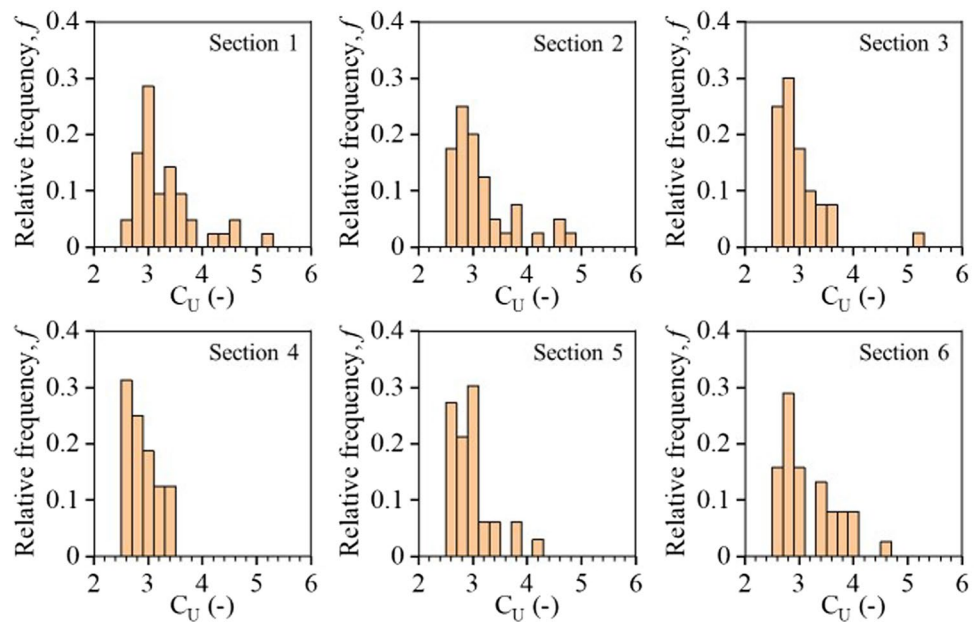 Relative frequency, f
0.4
0.3
0.2
0.1
0
Section 1
2 3 4 5 6
C_U (-)
Relative frequency, f
0.4
0.3
0.2
0.1
0
Section 2
2 3 4 5 6
C_U (-)
Relative frequency, f
0.4
0.3
0.2
0.1
0
Section 3
2 3 4 5 6
C_U (-)
Relative frequency, f
0.4
0.3
0.2
0.1
0
Section 4
2 3 4 5 6
C_U (-)
Relative frequency, f
0.4
0.3
0.2
0.1
0
Section 5
2 3 4 5 6
C_U (-)
Relative frequency, f
0.4
0.3
0.2
0.1
0
Section 6
2 3 4 5 6
C_U (-)